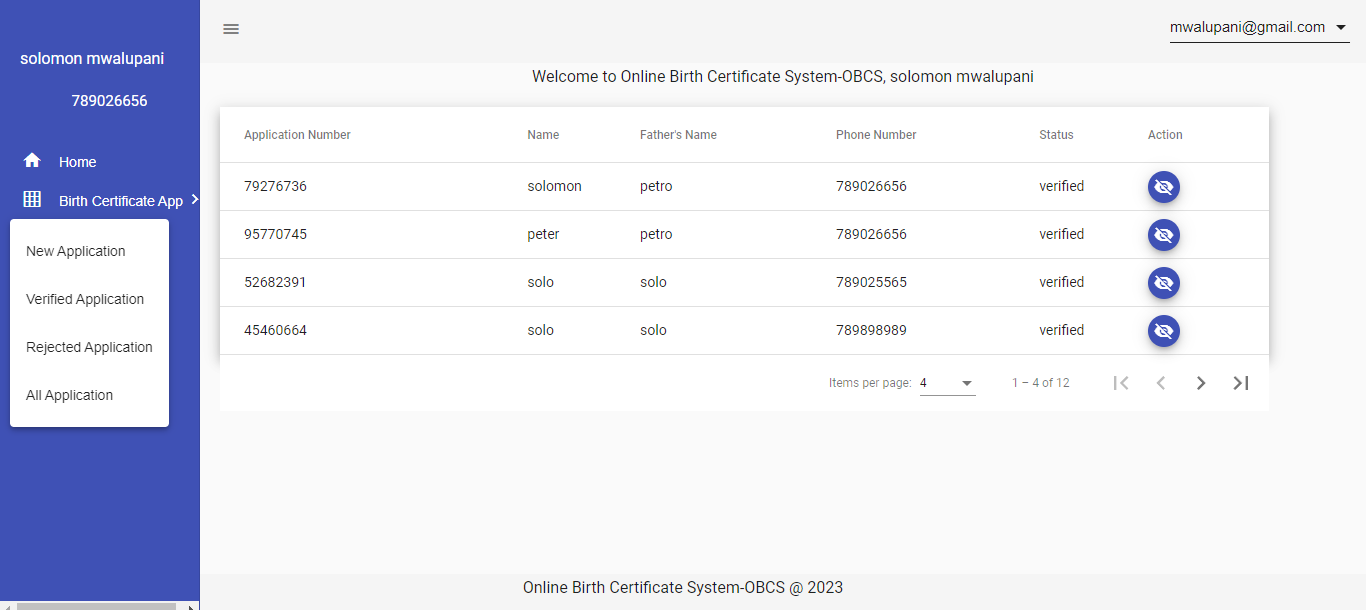 solomon mwalupani
789026656
Home
Birth Certificate App
New Application
Verified Application
Rejected Application
All Application
mwalupani@gmail.com
Welcome to Online Birth Certificate System-OBCS, solomon mwalupani
Application Number Name Father's Name Phone Number Status Action
79276736 solomon petro 789026656 verified
95770745 peter petro 789026656 verified
52682391 solo solo 789025565 verified
45460664 solo solo 789898989 verified
Items per page: 4 1 – 4 of 12
Online Birth Certificate System-OBCS @ 2023